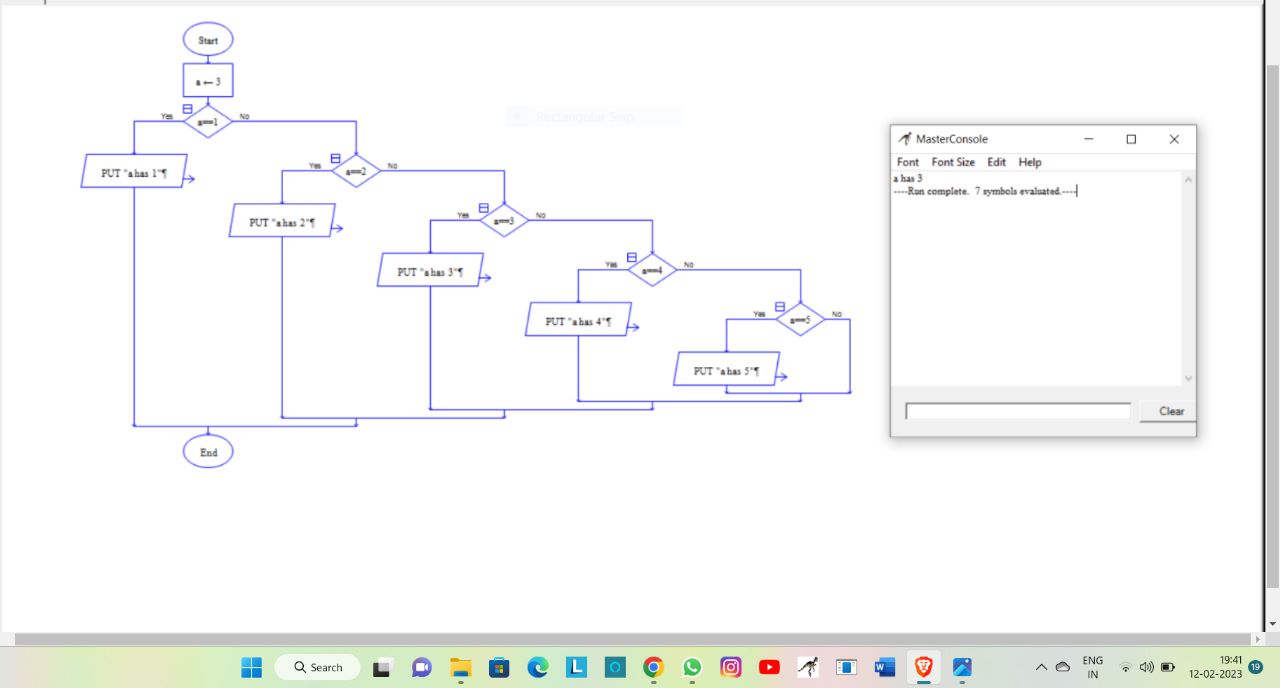 Start
a ← 3
Yes
a==1
No
PUT "a has 1"¶
Yes
a==2
No
PUT "a has 2"¶
Yes
a==3
No
PUT "a has 3"¶
Yes
a==4
No
PUT "a has 4"¶
Yes
a==5
No
PUT "a has 5"¶
End
Rectangular Snip
MasterConsole
Font Font Size Edit Help
a has 3
----Run complete. 7 symbols evaluated.----
Clear
Search
L
W
ENG
IN
19:41
12-02-2023
19